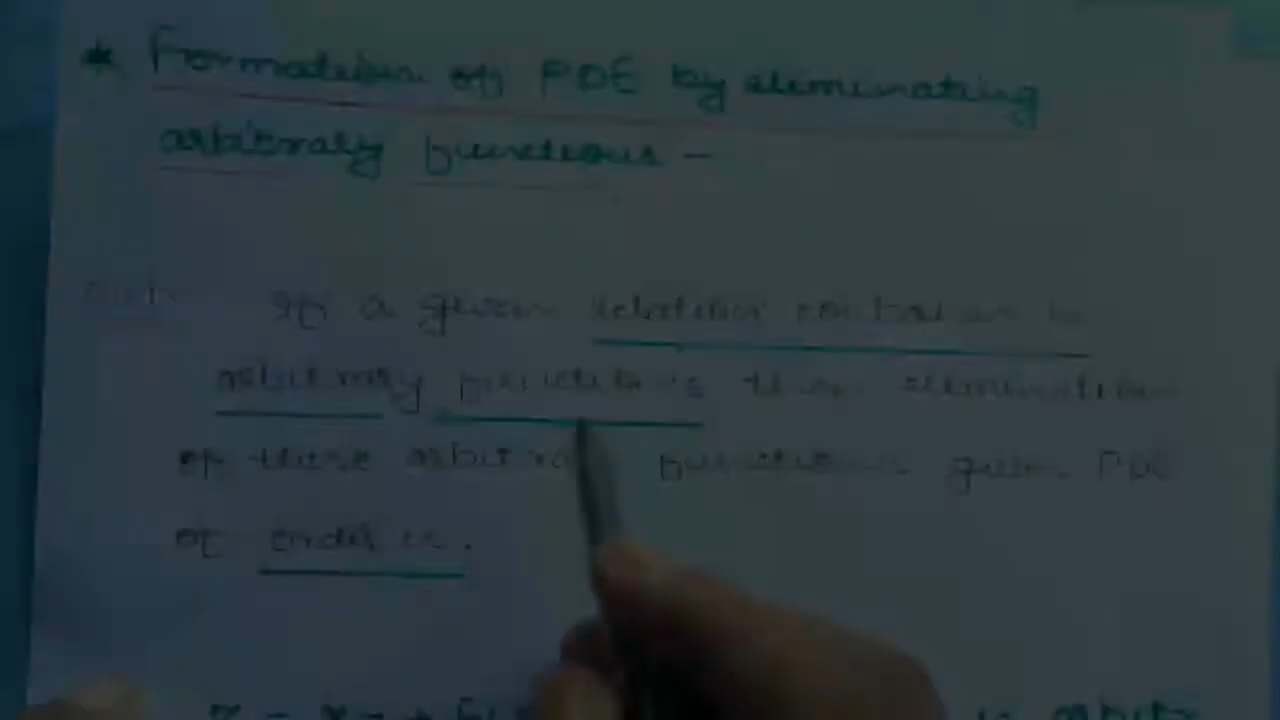 * Formation of PDE by eliminating
arbitrary functions -
If a given relation contains n
arbitrary functions then elimination
of these arbitrary functions given PDE
of order n.